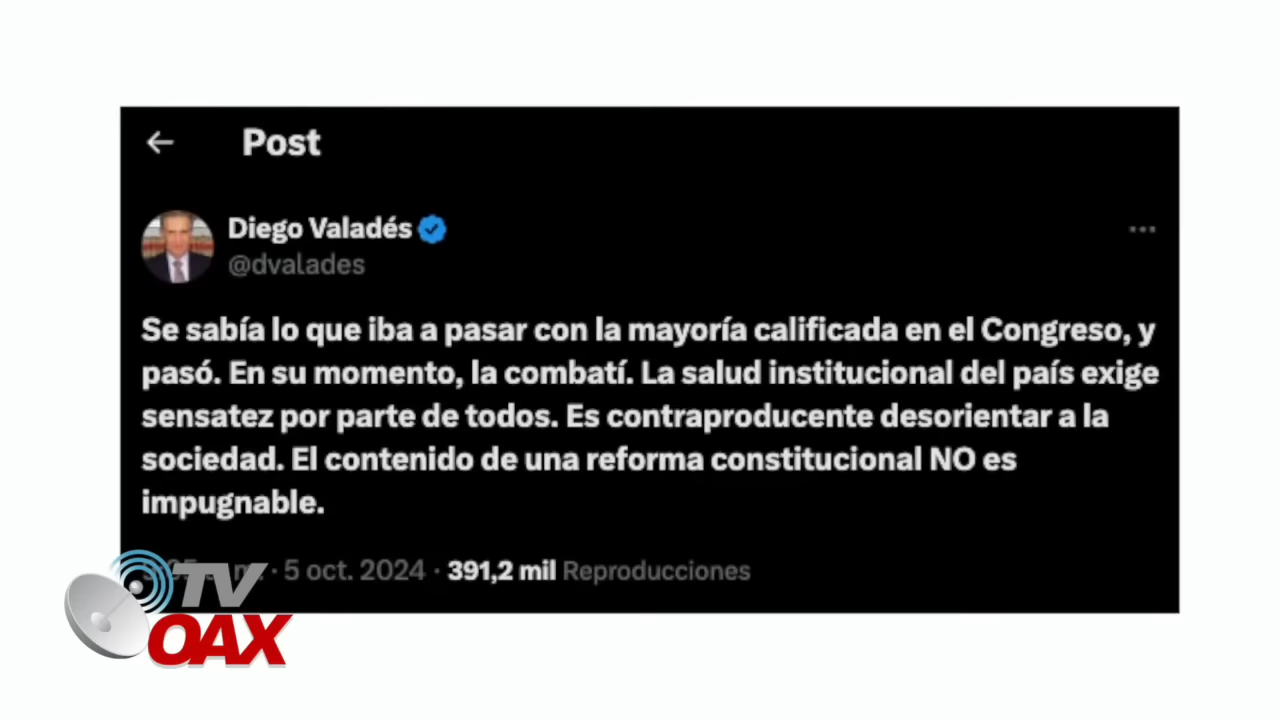 Post
Diego Valadés
@dvalades
Se sabía lo que iba a pasar con la mayoría calificada en el Congreso, y
pasó. En su momento, la combatí. La salud institucional del país exige
sensatez por parte de todos. Es contraproducente desorientar a la
sociedad. El contenido de una reforma constitucional NO es
impugnable.
· 5 oct. 2024 · 391,2 mil Reproducciones
TV
OAX